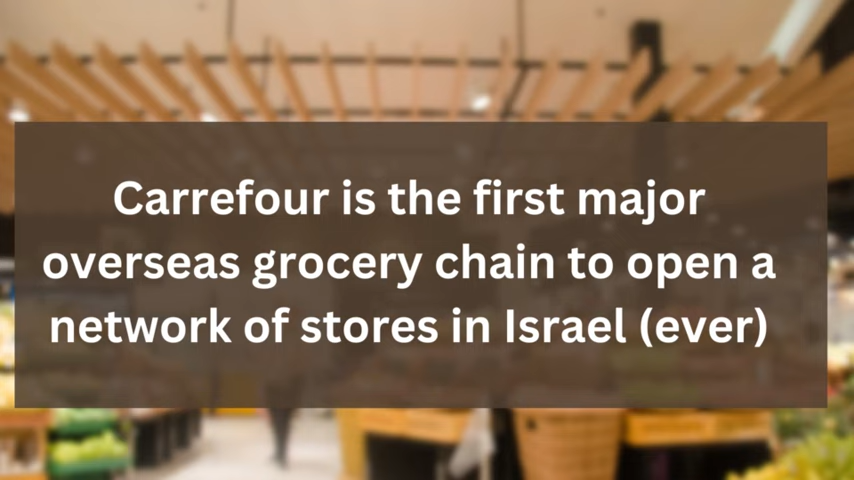 Carrefour is the first major
overseas grocery chain to open a
network of stores in Israel (ever)